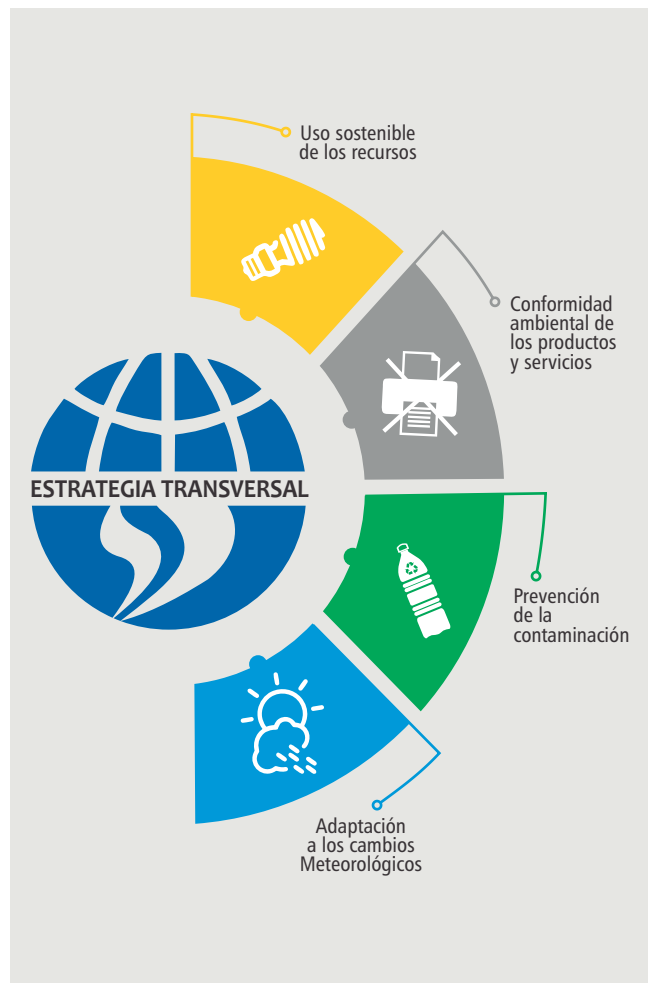 Uso sostenible
de los recursos
Conformidad
ambiental de
los productos
y servicios
ESTRATEGIA TRANSVERSAL
Prevención
de la
contaminación
Adaptación
a los cambios
Meteorológicos